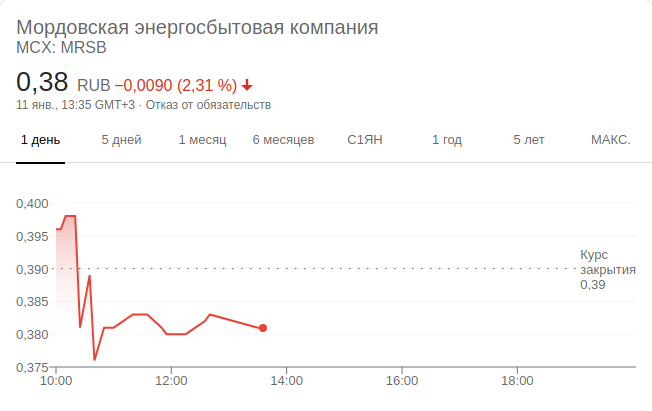 Мордовская энергосбытовая компания
MCX: MRSB
0,38 RUB −0,0090 (2,31 %)
11 янв., 13:35 GMT+3 · Отказ от обязательств
1 день 5 дней 1 месяц 6 месяцев С1ЯН 1 год 5 лет МАКС.
0,400
0,395
0,390
0,385
0,380
0,375
Курс
закрытия
0,39
10:00 12:00 14:00 16:00 18:00